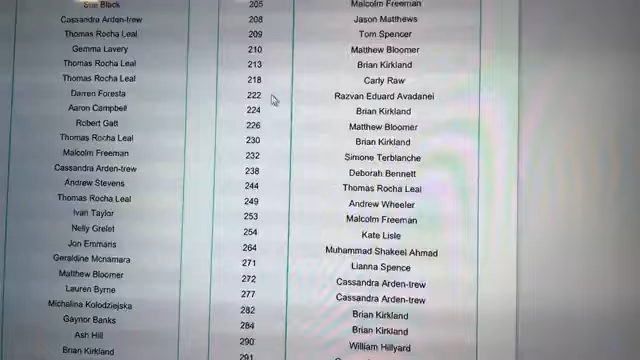 Sue Black 205 Malcolm Freeman
Cassandra Arden-trew 208 Jason Matthews
Thomas Rocha Leal 209 Tom Spencer
Gemma Lavery 210 Matthew Bloomer
Thomas Rocha Leal 213 Brian Kirkland
Thomas Rocha Leal 218 Carly Raw
Darren Foresta 222 Razvan Eduard Avadanei
Aaron Campbell 224 Brian Kirkland
Robert Gatt 226 Matthew Bloomer
Thomas Rocha Leal 230 Brian Kirkland
Malcolm Freeman 232 Simone Terblanche
Cassandra Arden-trew 238 Deborah Bennett
Andrew Stevens 244 Thomas Rocha Leal
Thomas Rocha Leal 249 Andrew Wheeler
Ivan Taylor 253 Malcolm Freeman
Nelly Grelet 254 Kate Lisle
Jon Emmans 264 Muhammad Shakeel Ahmad
Geraldine Mcnamara 271 Lianna Spence
Matthew Bloomer 272 Cassandra Arden-trew
Lauren Byrne 277 Cassandra Arden-trew
Michalina Kolodziejska 282 Brian Kirkland
Gaynor Banks 284 Brian Kirkland
Ash Hill 290 William Hillyard
Brian Kirkland 291